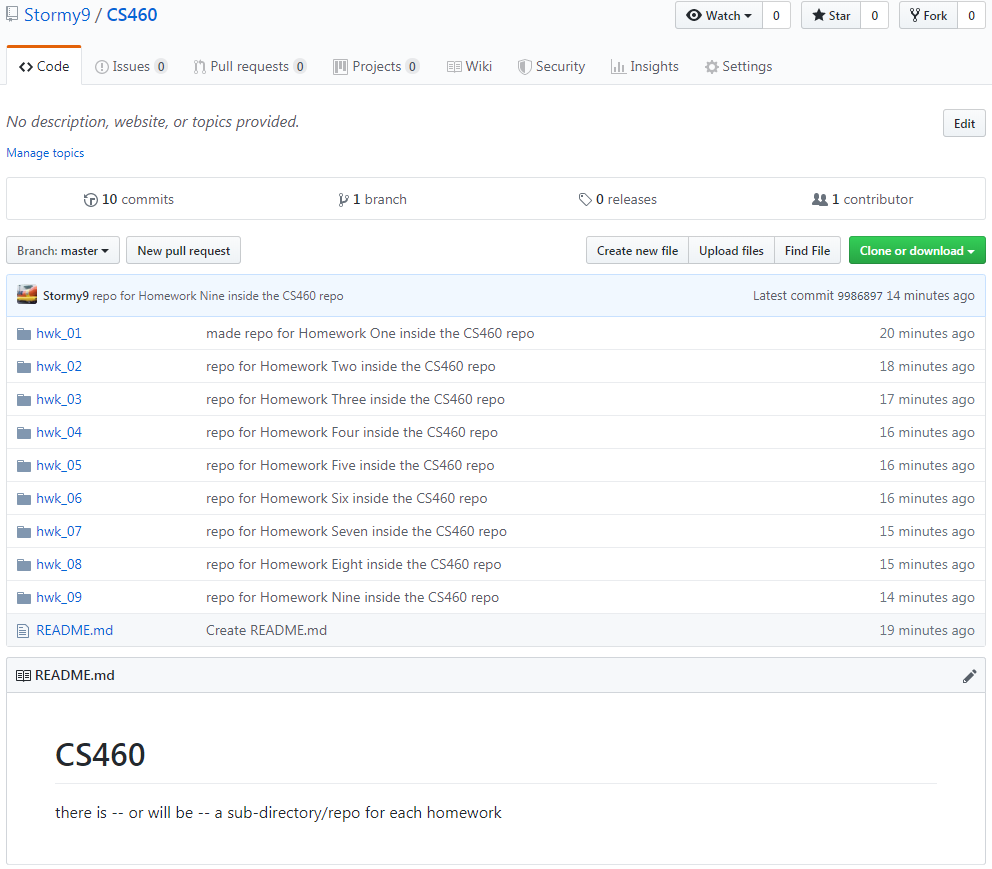 Stormy9 / CS460 Watch 0 Star 0 Fork 0
Code Issues 0 Pull requests 0 Projects 0 Wiki Security Insights Settings
No description, website, or topics provided. Edit
Manage topics
10 commits 1 branch 0 releases 1 contributor
Branch: master New pull request Create new file Upload files Find File Clone or download
Stormy9 repo for Homework Nine inside the CS460 repo Latest commit 9986897 14 minutes ago
hwk_01 made repo for Homework One inside the CS460 repo 20 minutes ago
hwk_02 repo for Homework Two inside the CS460 repo 18 minutes ago
hwk_03 repo for Homework Three inside the CS460 repo 17 minutes ago
hwk_04 repo for Homework Four inside the CS460 repo 16 minutes ago
hwk_05 repo for Homework Five inside the CS460 repo 16 minutes ago
hwk_06 repo for Homework Six inside the CS460 repo 16 minutes ago
hwk_07 repo for Homework Seven inside the CS460 repo 15 minutes ago
hwk_08 repo for Homework Eight inside the CS460 repo 15 minutes ago
hwk_09 repo for Homework Nine inside the CS460 repo 14 minutes ago
README.md Create README.md 19 minutes ago
README.md
CS460
there is -- or will be -- a sub-directory/repo for each homework